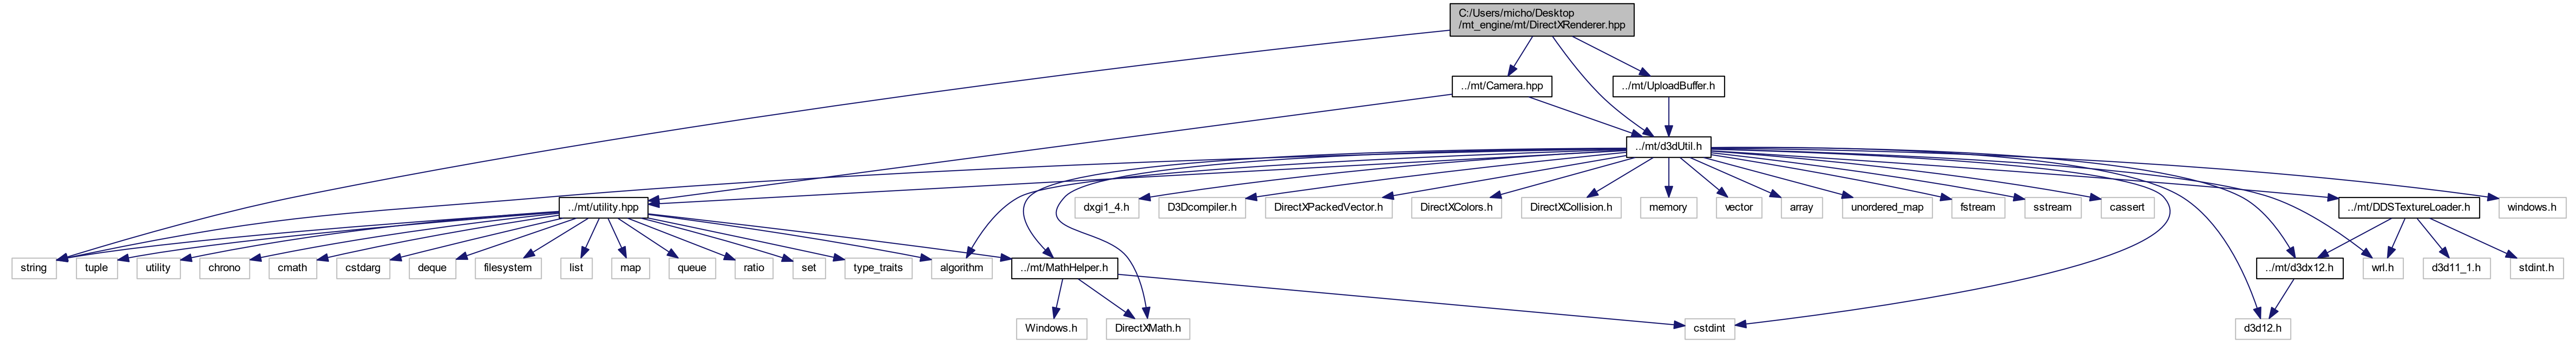 C:/Users/micho/Desktop
/mt_engine/mt/DirectXRenderer.hpp
../mt/Camera.hpp
../mt/UploadBuffer.h
../mt/d3dUtil.h
../mt/utility.hpp
dxgi1_4.h
D3Dcompiler.h
DirectXPackedVector.h
DirectXColors.h
DirectXCollision.h
memory
vector
array
unordered_map
fstream
sstream
cassert
../mt/DDSTextureLoader.h
windows.h
string
tuple
utility
chrono
cmath
cstdarg
deque
filesystem
list
map
queue
ratio
set
type_traits
algorithm
../mt/MathHelper.h
../mt/d3dx12.h
wrl.h
d3d11_1.h
stdint.h
Windows.h
DirectXMath.h
cstdint
d3d12.h